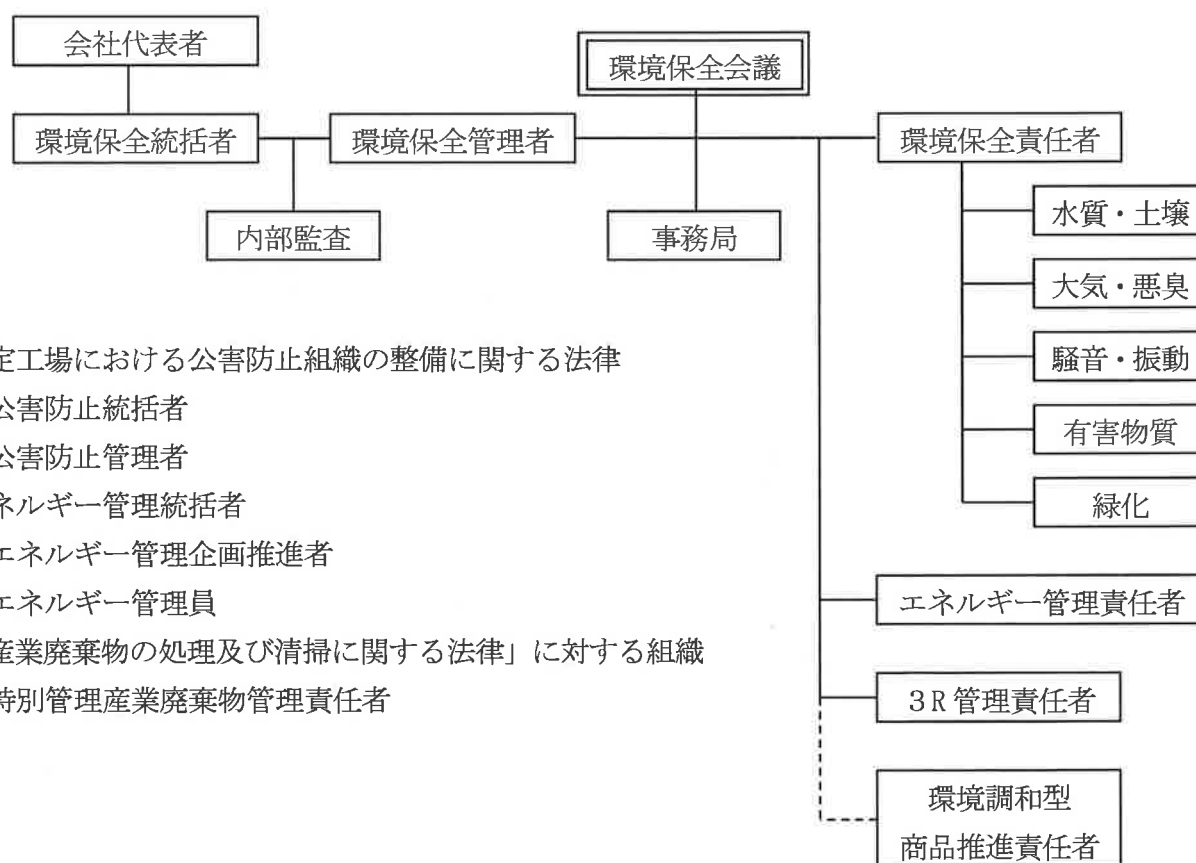 会社代表者
環境保全会議
環境保全統括者
環境保全管理者
環境保全責任者
内部監査
事務局
水質・土壌
大気・悪臭
騒音・振動
有害物質
緑化
定工場における公害防止組織の整備に関する法律
公害防止統括者
公害防止管理者
ネルギー管理統括者
エネルギー管理企画推進者
エネルギー管理員
産業廃棄物の処理及び清掃に関する法律」に対する組織
特別管理産業廃棄物管理責任者
エネルギー管理責任者
3R管理責任者
環境調和型
商品推進責任者